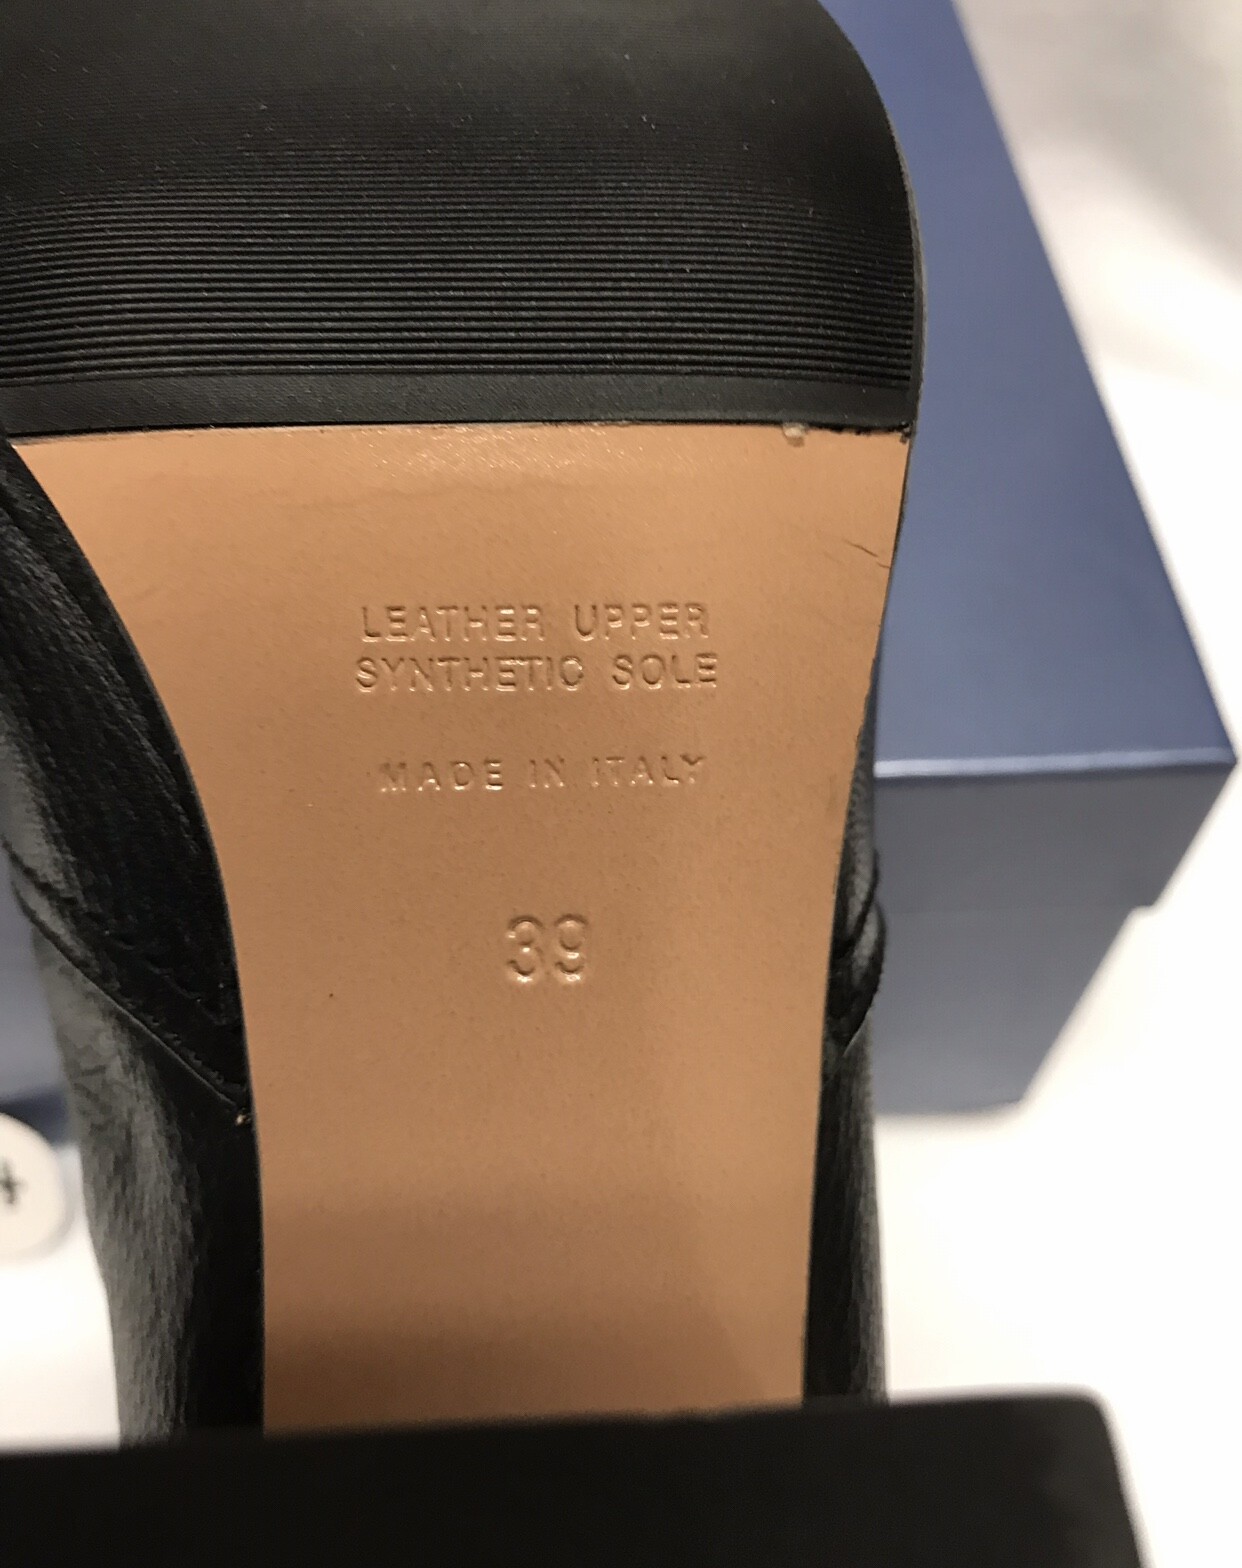 LEATHER UPPER
SYNTHETIC SOLE
MADE IN ITALY
39